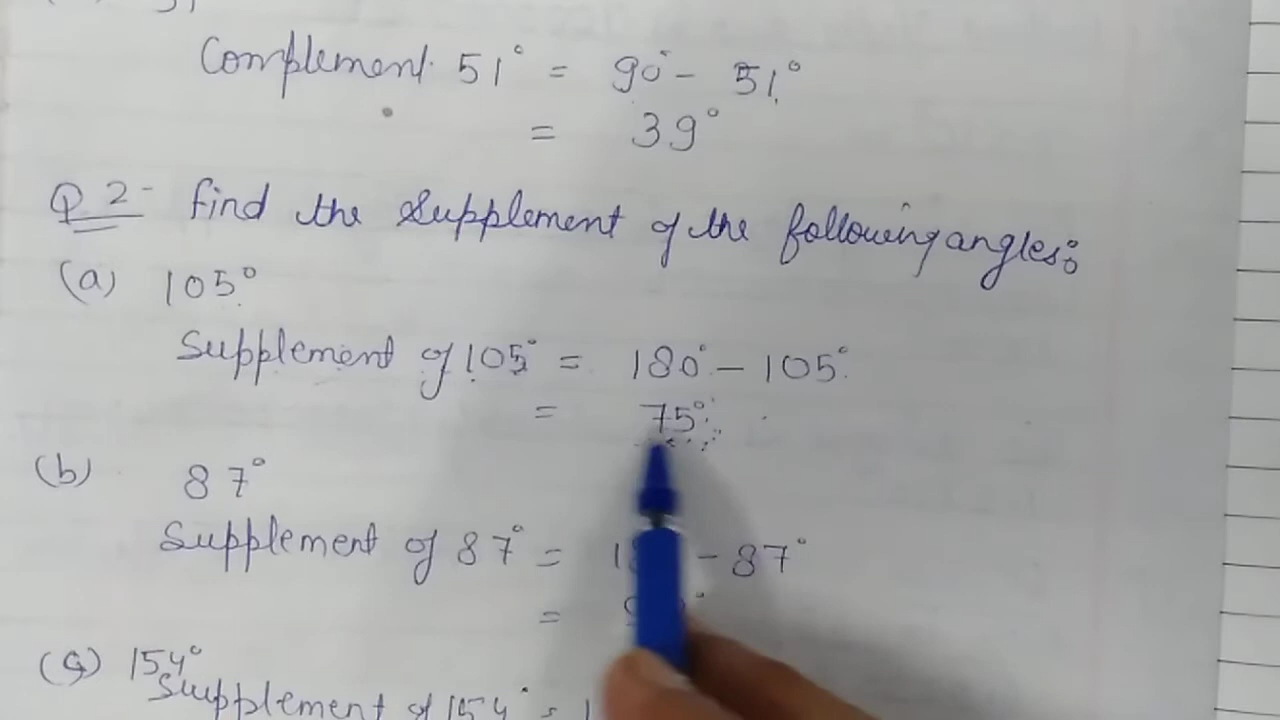 Complement 51° = 90° - 51°
= 39°
Q 2- find the Supplement of the following angles:
(a) 105°
Supplement of 105° = 180° - 105°
= 75°
(b) 87°
Supplement of 87° = - 87°
=
154°
Supplement of 154° =